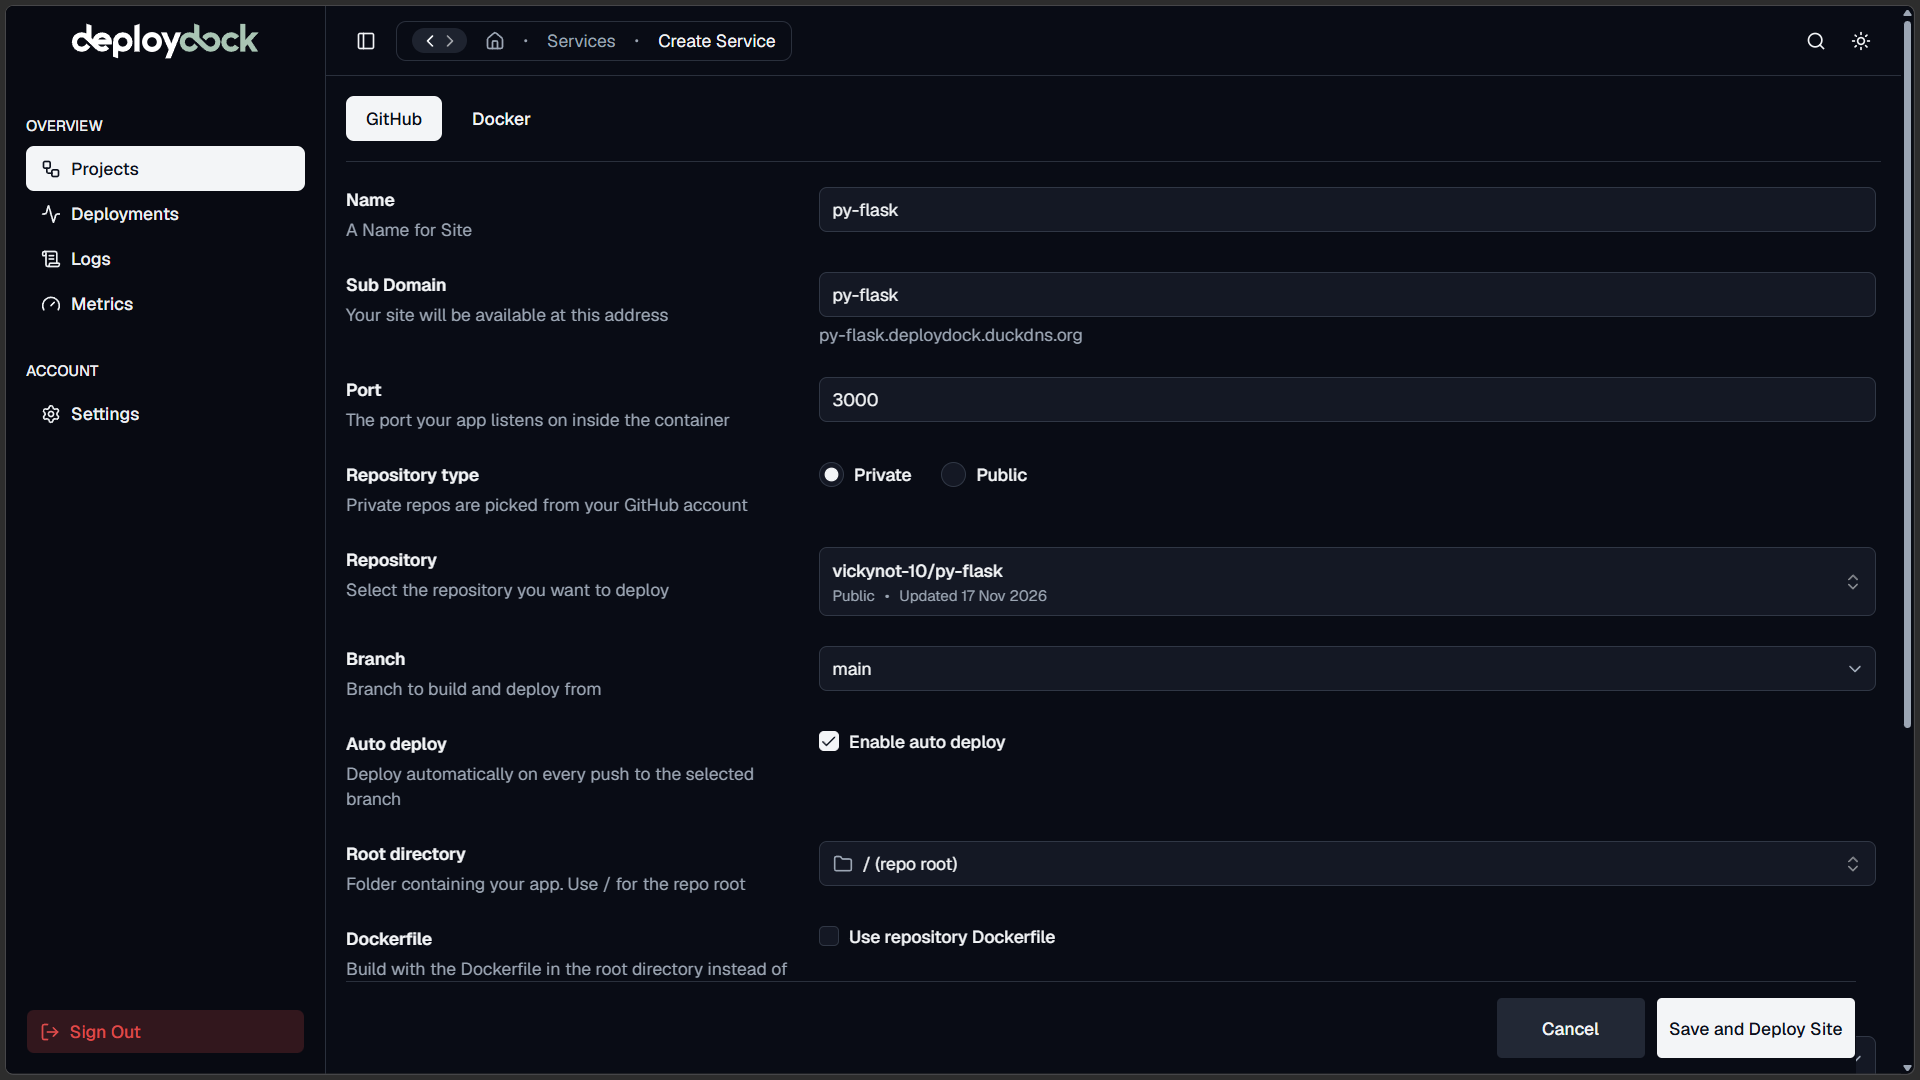 deploydock
OVERVIEW
Projects
Deployments
Logs
Metrics
ACCOUNT
Settings
Sign Out
Services · Create Service
GitHub
Docker
Name
A Name for Site
py-flask
Sub Domain
Your site will be available at this address
py-flask
py-flask.deploydock.duckdns.org
Port
The port your app listens on inside the container
3000
Repository type
Private repos are picked from your GitHub account
Private
Public
Repository
Select the repository you want to deploy
vickynot-10/py-flask
Public • Updated 17 Nov 2026
Branch
Branch to build and deploy from
main
Auto deploy
Deploy automatically on every push to the selected
branch
Enable auto deploy
Root directory
Folder containing your app. Use / for the repo root
/ (repo root)
Dockerfile
Build with the Dockerfile in the root directory instead of
Use repository Dockerfile
Cancel
Save and Deploy Site